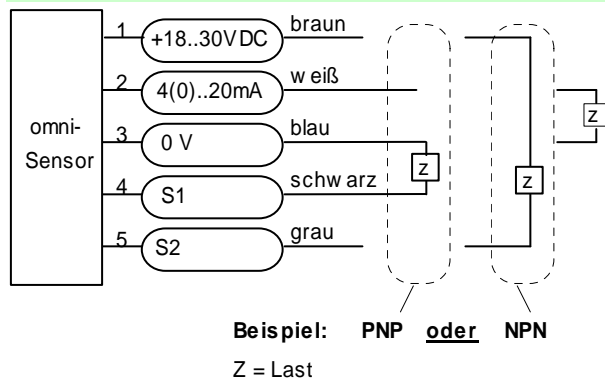 1 +18..30VDC braun
2 4(0)..20mA weiß
omni-
Sensor
3 0 V blau
Z
Z
Z
4 S1 schwarz
5 S2 grau
Beispiel: PNP oder NPN
Z = Last